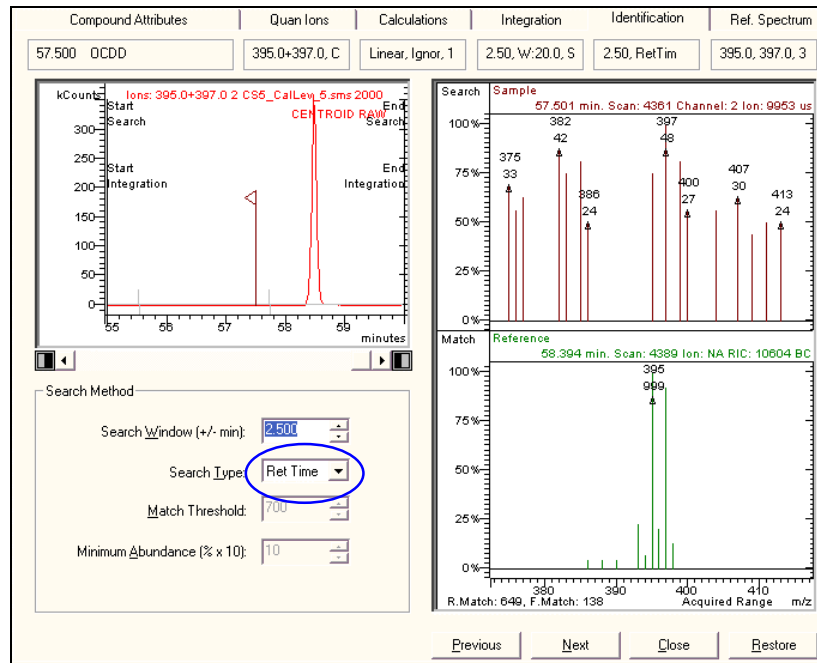 Compound Attributes Quan Ions Calculations Integration Identification Ref. Spectrum
57.500 OCDD 395.0+397.0, C Linear, Ignor, 1 2.50, W:20.0, S 2.50, RetTim 395.0, 397.0, 3
kCounts Ions: 395.0+397.0 2 CS5_CalLev_5.sms 2000
CENTROID RAW
Start Search End Search
Start Integration End Integration
300
250
200
150
100
50
0
55 56 57 58 59
minutes
Search Method
Search Window (+/- min): 2.500
Search Type: Ret Time
Match Threshold: 700
Minimum Abundance (% x 10): 10
Search Sample
57.501 min. Scan: 4361 Channel: 2 Ion: 9953 us
100%
75%
50%
25%
0%
375
33
382
42
386
24
397
48
400
27
407
30
413
24
Match Reference
58.394 min. Scan: 4389 Ion: NA RIC: 10604 BC
100%
75%
50%
25%
0%
395
999
380 390 400 410
R.Match: 649, F.Match: 138 Acquired Range m/z
Previous Next Close Restore